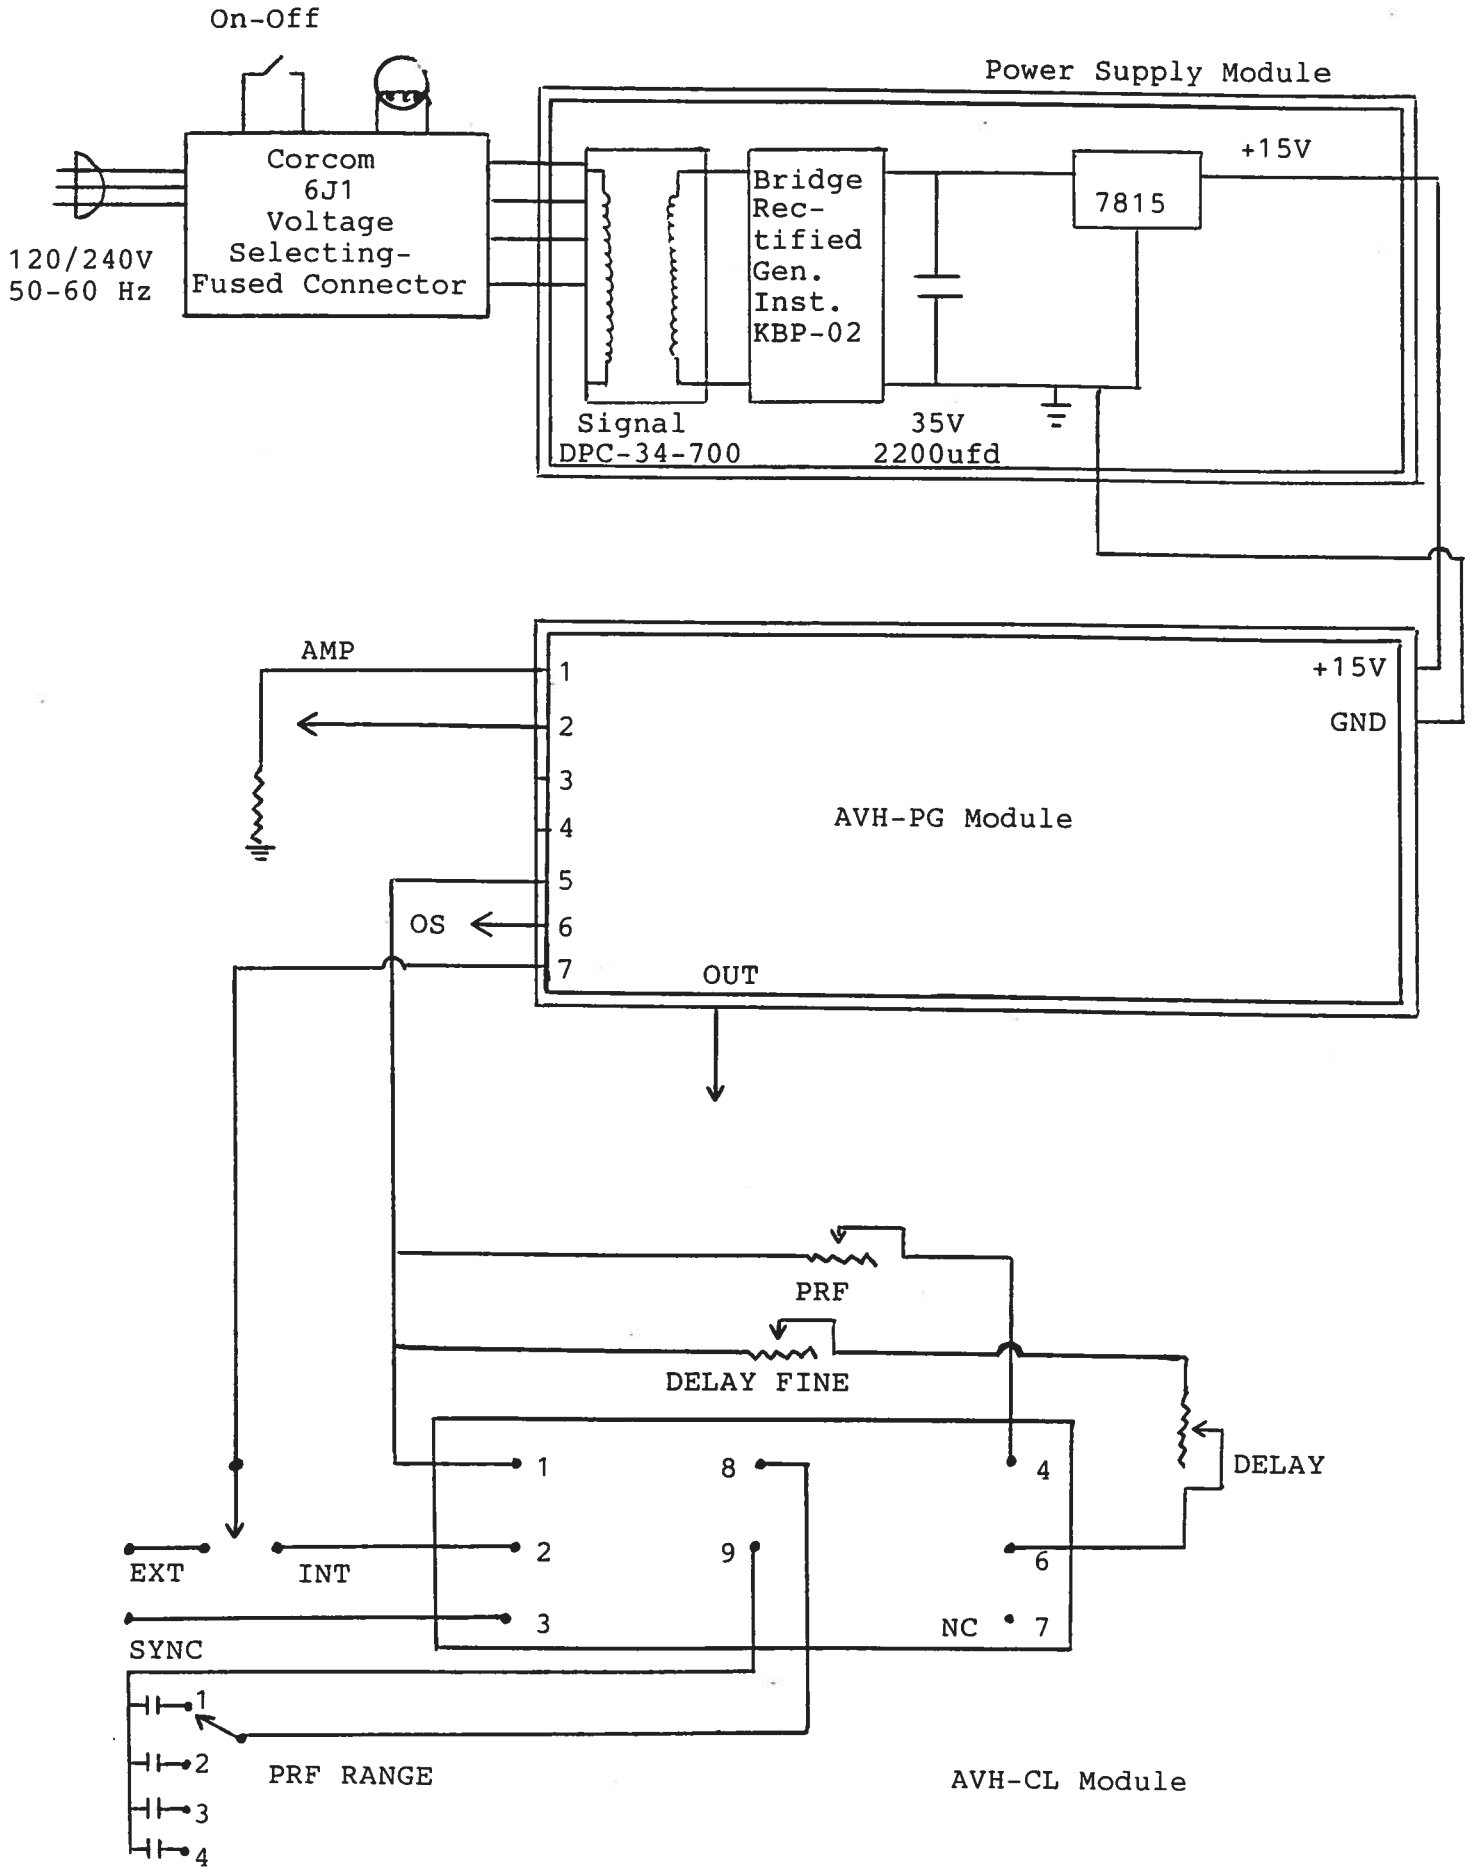 On-Off
Power Supply Module
Corcom
6J1
Voltage
Selecting-
Fused Connector
120/240V
50-60 Hz
Bridge
Rec-
tified
Gen.
Inst.
KBP-02
7815
+15V
Signal
DPC-34-700
35V
2200ufd
AMP
1
2
3
4
5
OS
6
7
+15V
GND
AVH-PG Module
OUT
PRF
DELAY FINE
DELAY
1
8
4
2
9
6
3
NC
7
EXT
INT
SYNC
1
2
3
4
PRF RANGE
AVH-CL Module